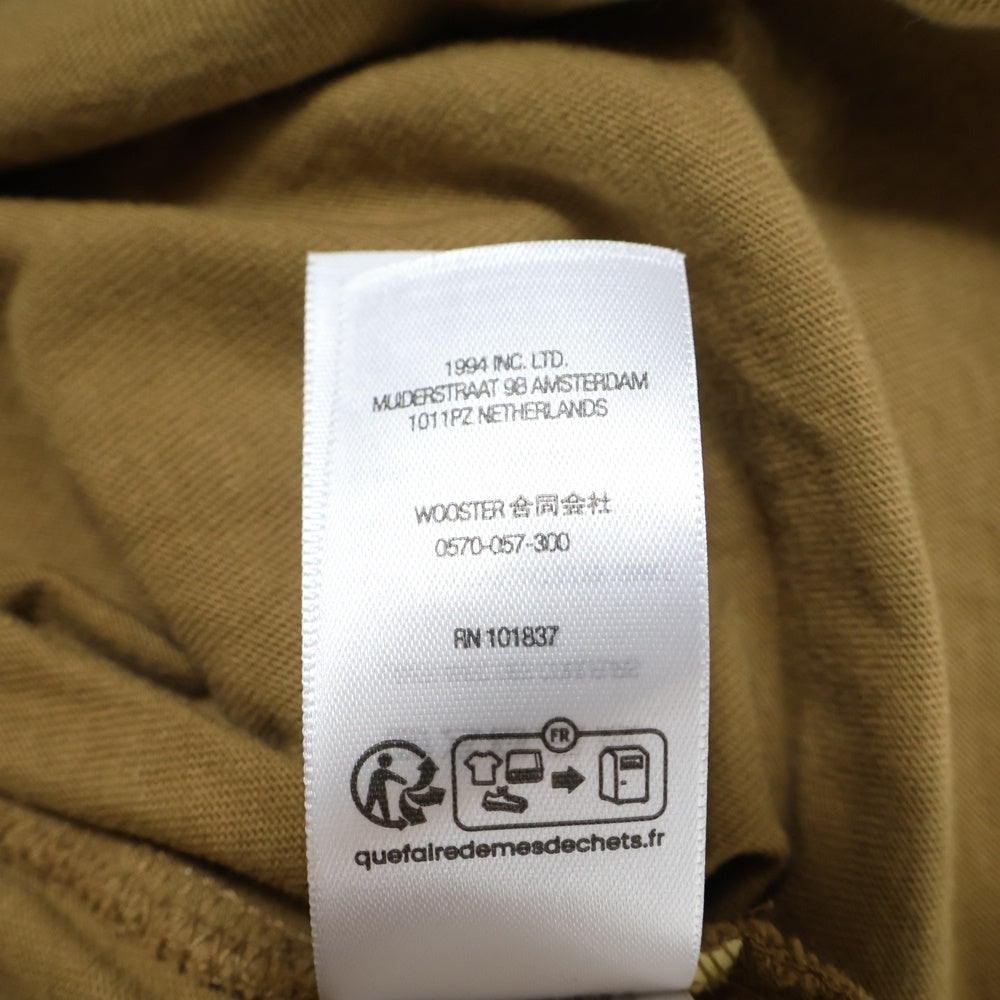 1994 INC. LTD.
MUIDERSTRAAT 9B AMSTERDAM
1011PZ NETHERLANDS
WOOSTER 合同会社
0570-057-300
RN 101837
FR
quefairedemesdechets.fr